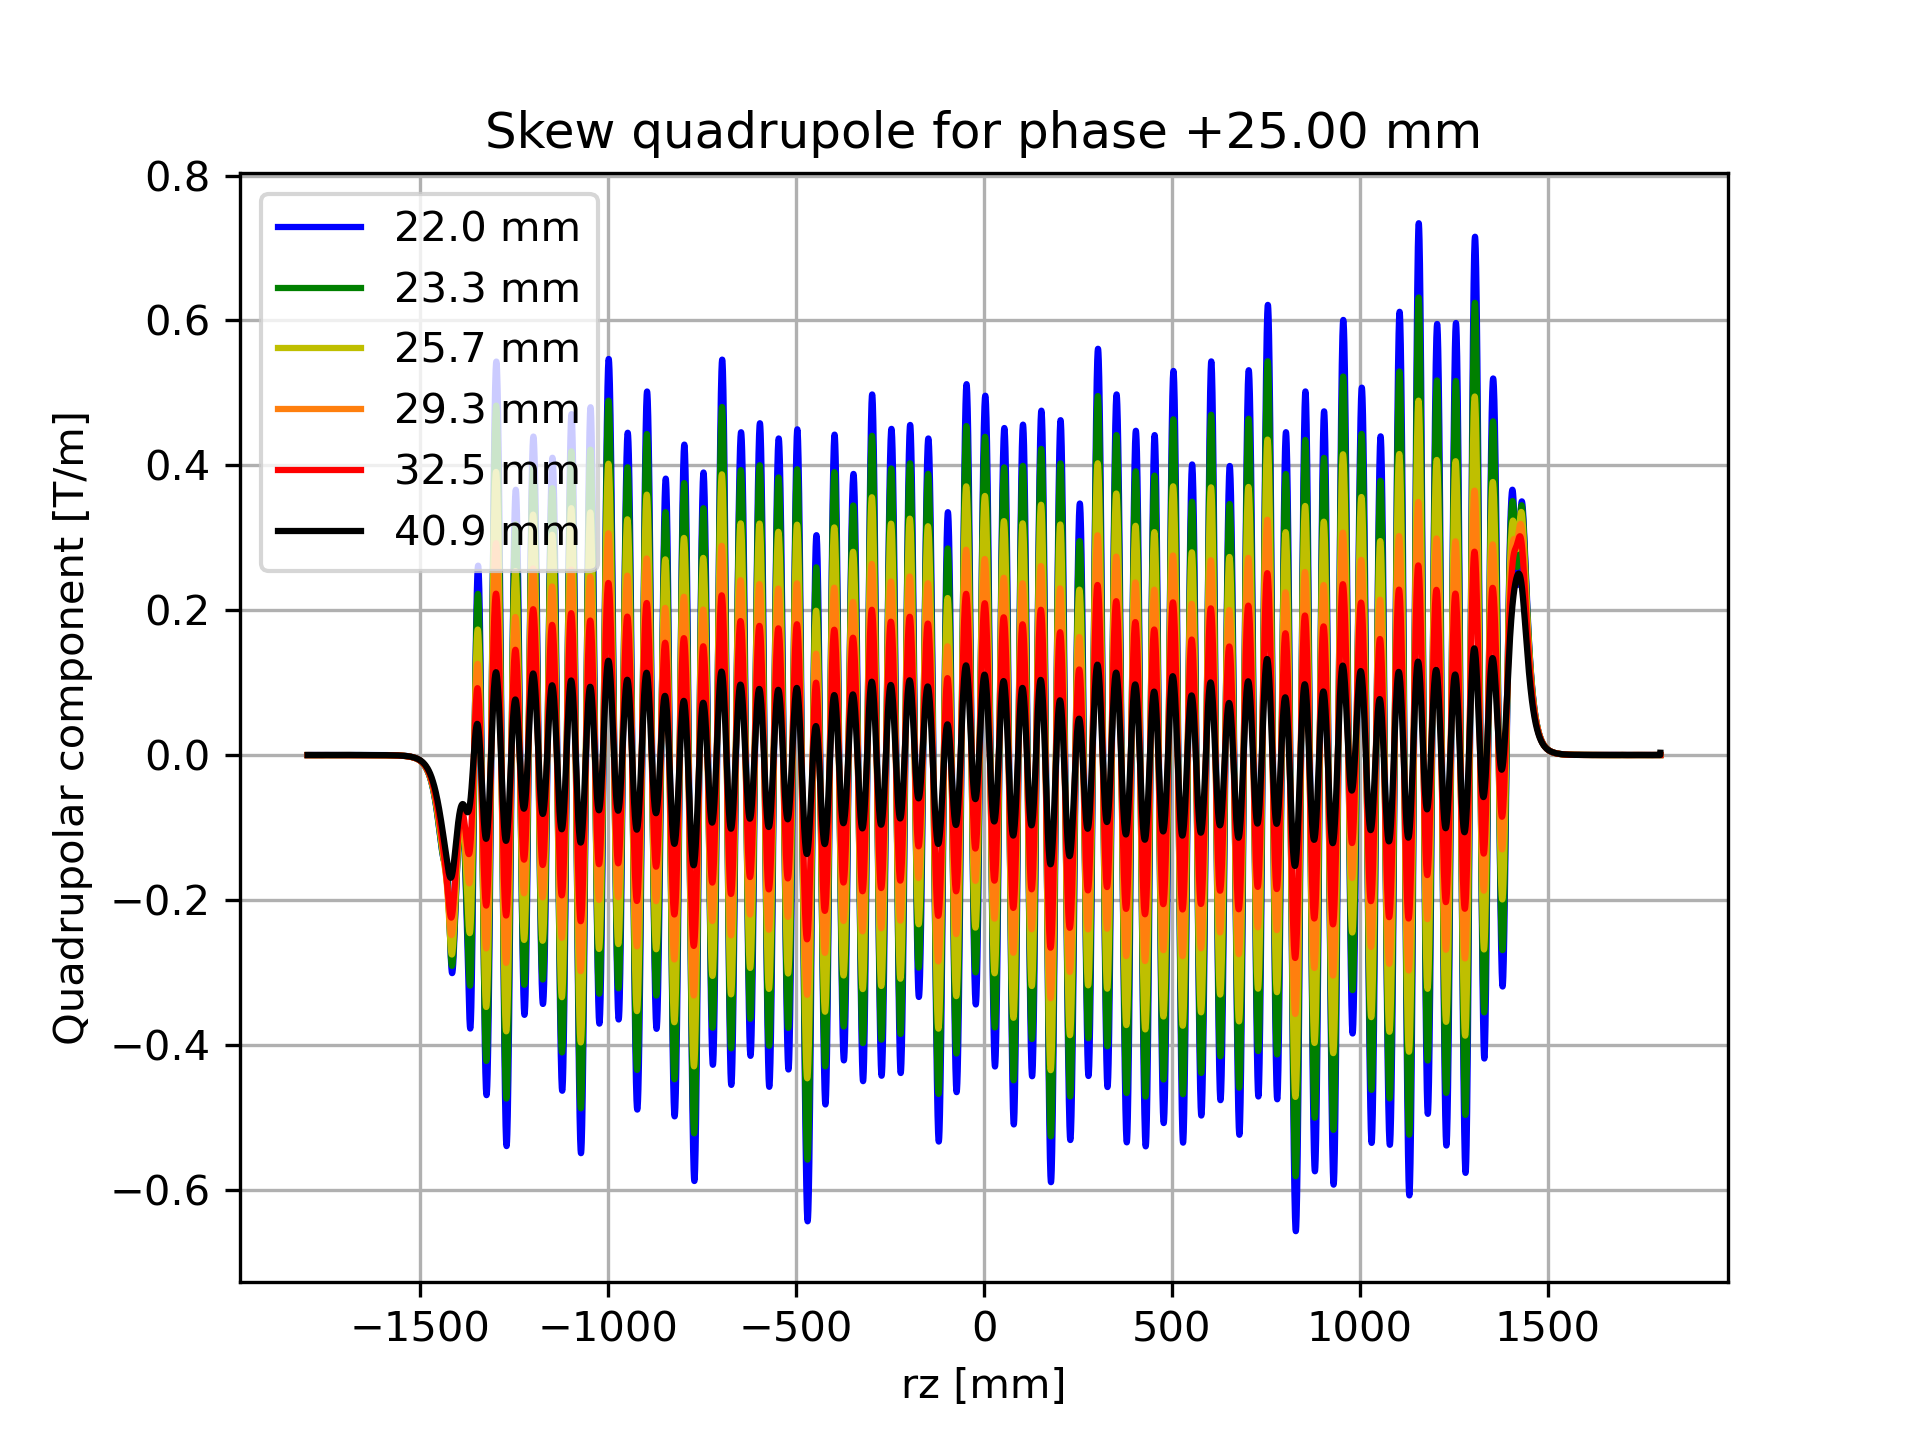 Skew quadrupole for phase +25.00 mm
Quadrupolar component [T/m]
0.8
0.6
0.4
0.2
0.0
−0.2
−0.4
−0.6
22.0 mm
23.3 mm
25.7 mm
29.3 mm
32.5 mm
40.9 mm
−1500 −1000 −500 0 500 1000 1500
rz [mm]